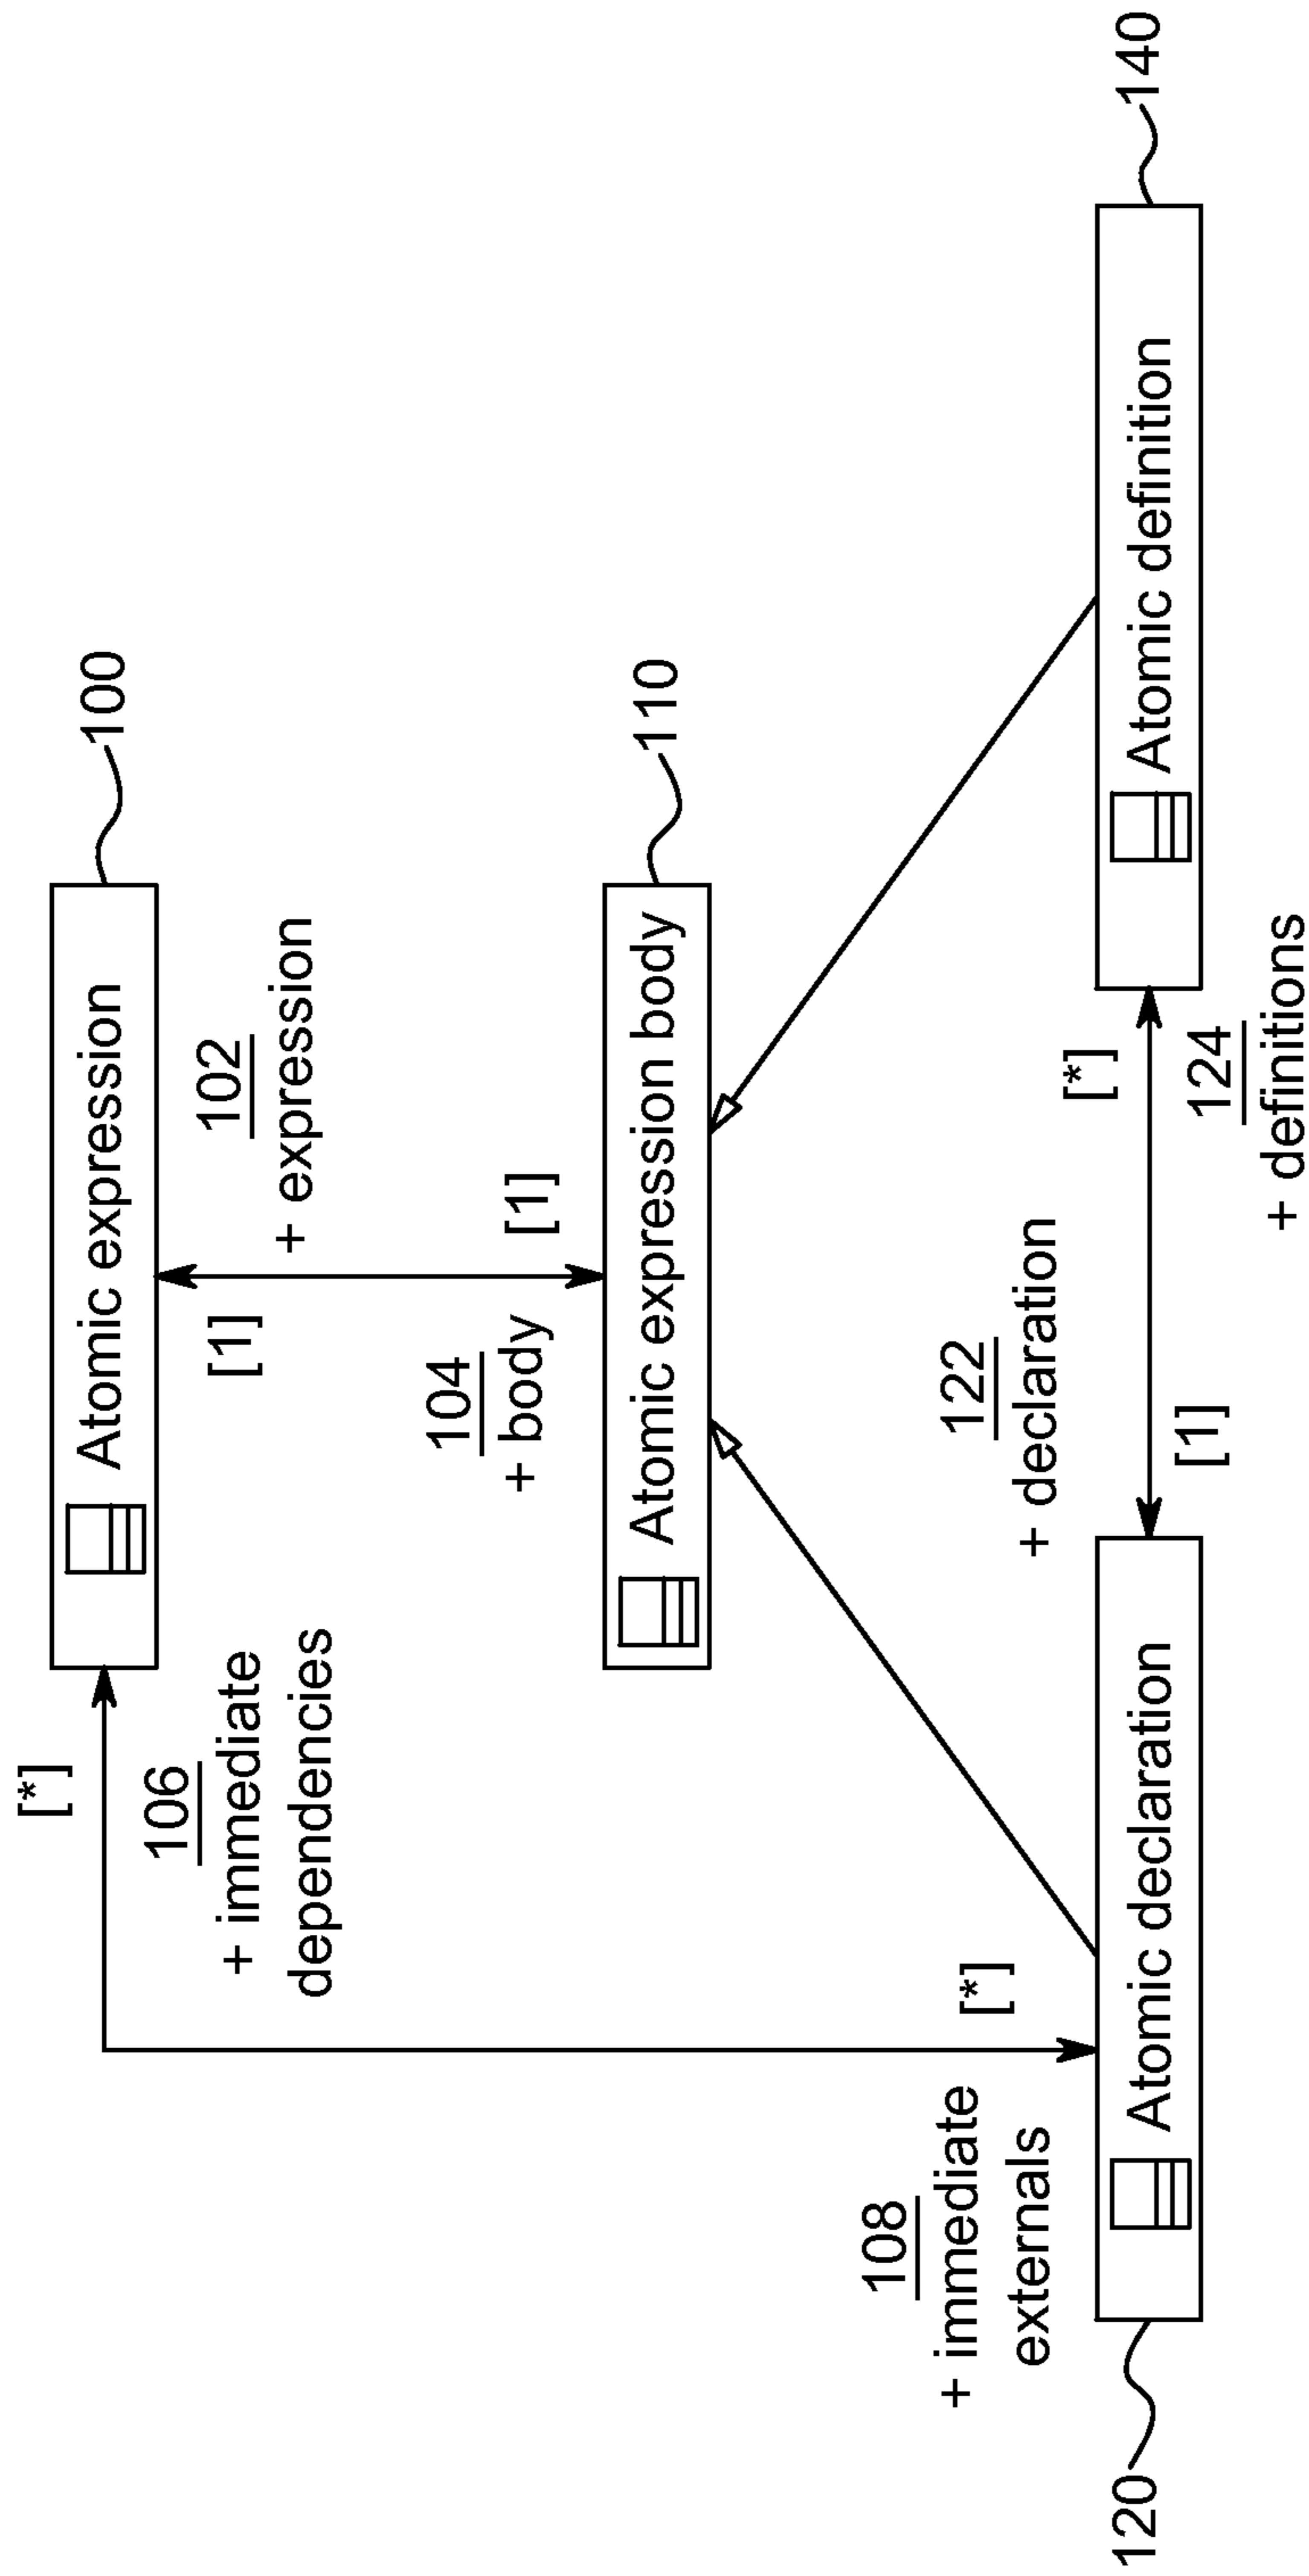 100
Atomic expression
[*]
106
+ immediate
dependencies
[1]
102
+ expression
104
+ body
[1]
110
Atomic expression body
108
+ immediate
externals
[*]
122
+ declaration
[*]
[1]
124
+ definitions
120
Atomic declaration
Atomic definition
140